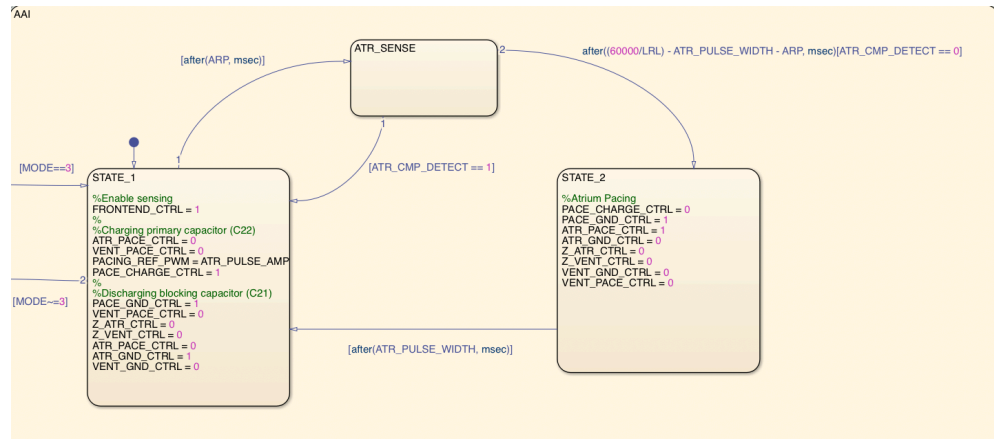 AAI
ATR_SENSE
2
after((60000/LRL) - ATR_PULSE_WIDTH - ARP, msec)[ATR_CMP_DETECT == 0]
[after(ARP, msec)]
1
[ATR_CMP_DETECT == 1]
1
[MODE==3]
2
[MODE~=3]
STATE_1
%Enable sensing
FRONTEND_CTRL = 1
%
%Charging primary capacitor (C22)
ATR_PACE_CTRL = 0
VENT_PACE_CTRL = 0
PACING_REF_PWM = ATR_PULSE_AMP
PACE_CHARGE_CTRL = 1
%
%Discharging blocking capacitor (C21)
PACE_GND_CTRL = 1
VENT_PACE_CTRL = 0
Z_ATR_CTRL = 0
Z_VENT_CTRL = 0
ATR_PACE_CTRL = 0
ATR_GND_CTRL = 1
VENT_GND_CTRL = 0
STATE_2
%Atrium Pacing
PACE_CHARGE_CTRL = 0
PACE_GND_CTRL = 1
ATR_PACE_CTRL = 1
ATR_GND_CTRL = 0
Z_ATR_CTRL = 0
Z_VENT_CTRL = 0
VENT_GND_CTRL = 0
VENT_PACE_CTRL = 0
[after(ATR_PULSE_WIDTH, msec)]